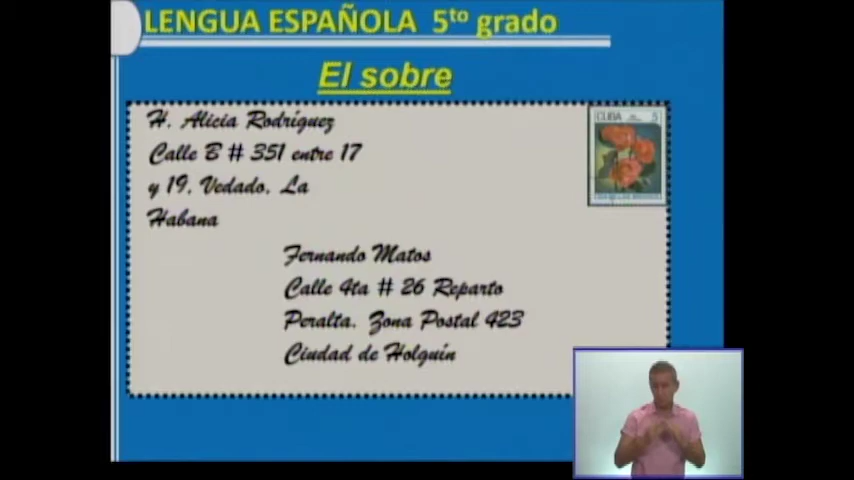 LENGUA ESPAÑOLA 5to grado
El sobre
H. Alicia Rodríguez
Calle B # 351 entre 17
y 19. Vedado. La
Habana
CUBA 5
Fernando Matos
Calle 4ta # 26 Reparto
Peralta. Zona Postal 423
Ciudad de Holguín